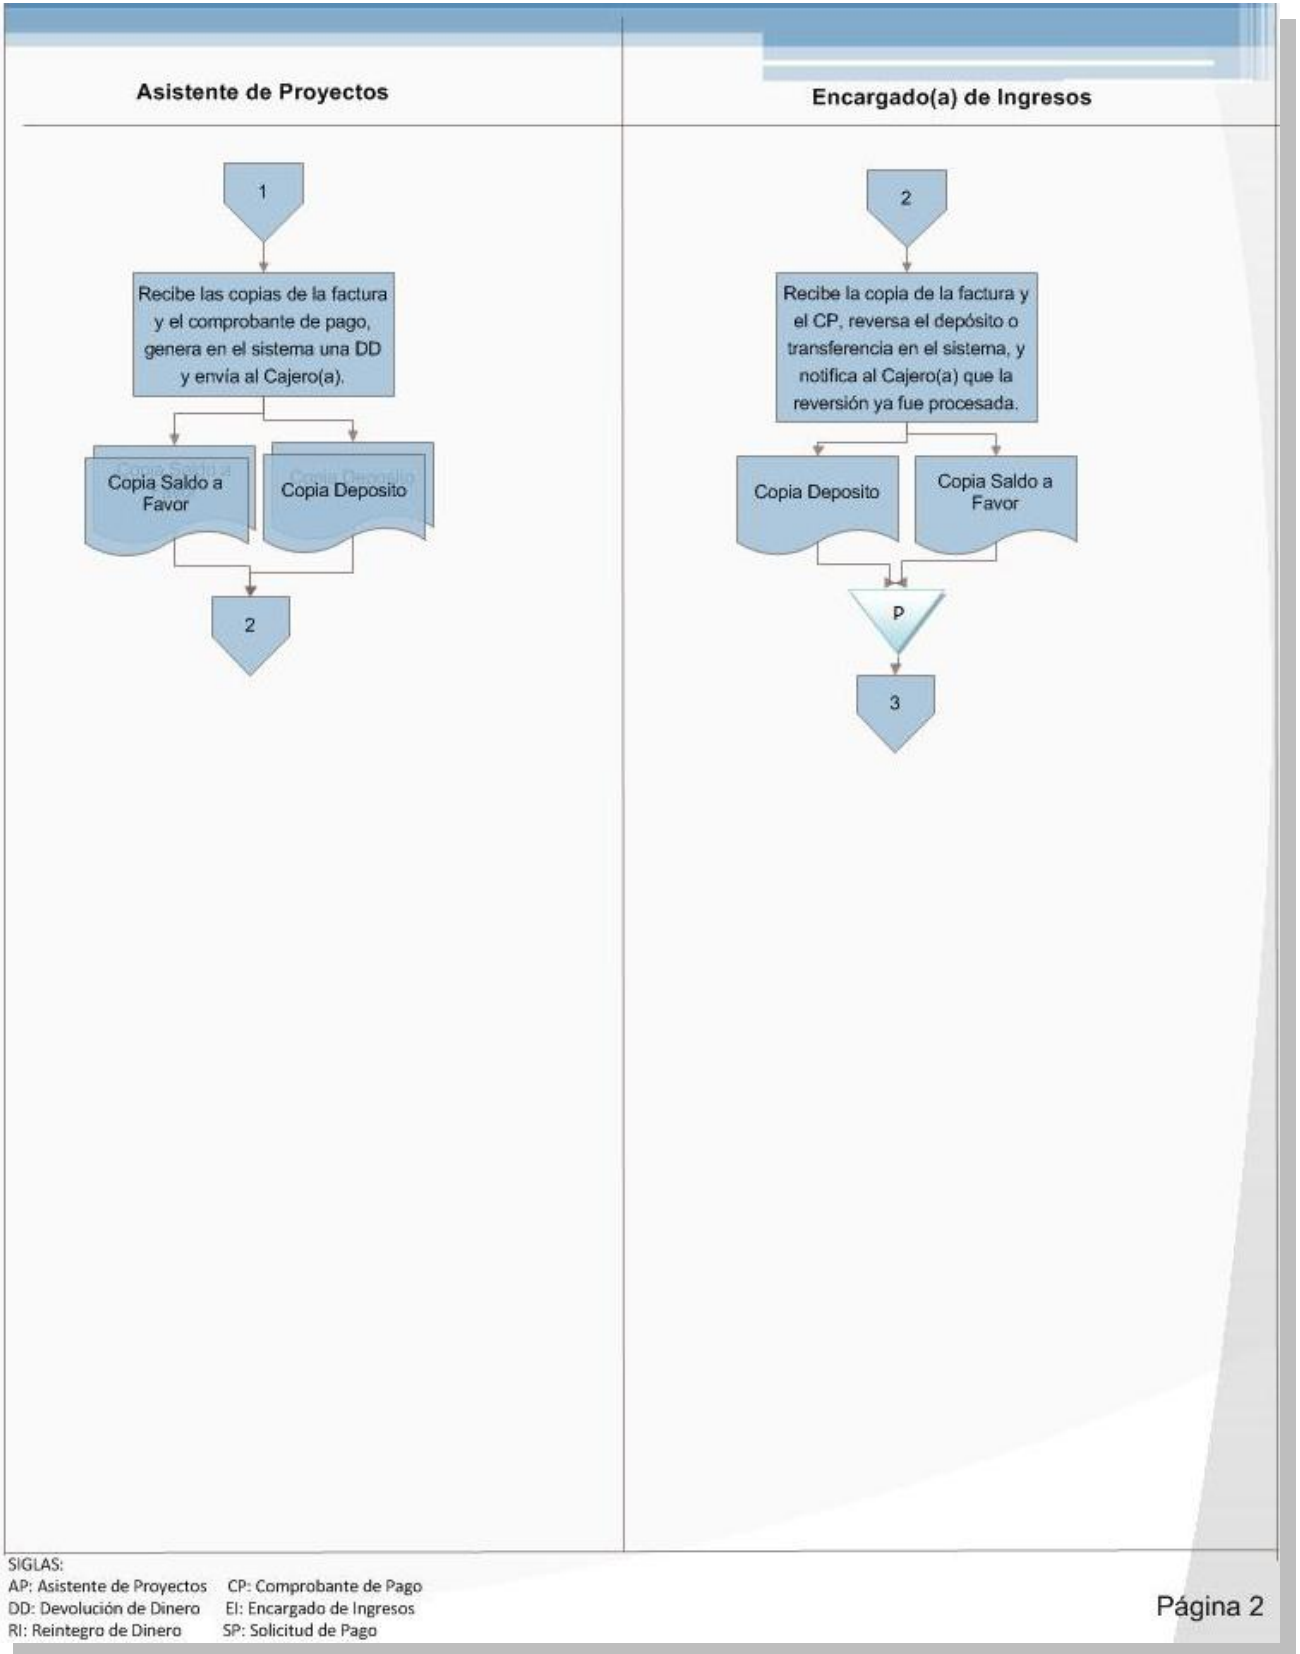 Asistente de Proyectos
1
Recibe las copias de la factura
y el comprobante de pago,
genera en el sistema una DD
y envía al Cajero(a).
Copia Saldo a
Copia Saldo a
Favor
Copia Deposito
Copia Deposito
2
Encargado(a) de Ingresos
2
Recibe la copia de la factura y
el CP, reversa el depósito o
transferencia en el sistema, y
notifica al Cajero(a) que la
reversión ya fue procesada.
Copia Deposito
Copia Saldo a
Favor
P
3
SIGLAS:
AP: Asistente de Proyectos CP: Comprobante de Pago
DD: Devolución de Dinero EI: Encargado de Ingresos
RI: Reintegro de Dinero SP: Solicitud de Pago
Página 2